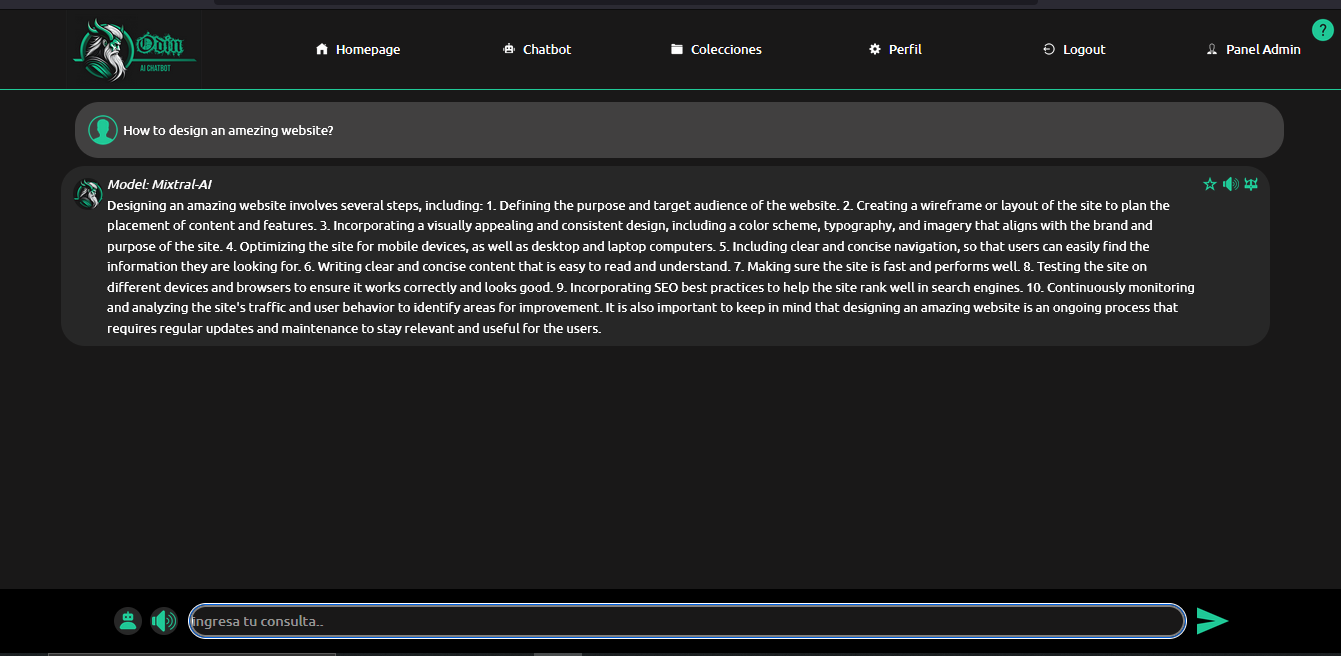 Odin
AI CHATBOT
Homepage
Chatbot
Colecciones
Perfil
Logout
Panel Admin
?
How to design an amezing website?
Model: Mixtral-AI
Designing an amazing website involves several steps, including: 1. Defining the purpose and target audience of the website. 2. Creating a wireframe or layout of the site to plan the
placement of content and features. 3. Incorporating a visually appealing and consistent design, including a color scheme, typography, and imagery that aligns with the brand and
purpose of the site. 4. Optimizing the site for mobile devices, as well as desktop and laptop computers. 5. Including clear and concise navigation, so that users can easily find the
information they are looking for. 6. Writing clear and concise content that is easy to read and understand. 7. Making sure the site is fast and performs well. 8. Testing the site on
different devices and browsers to ensure it works correctly and looks good. 9. Incorporating SEO best practices to help the site rank well in search engines. 10. Continuously monitoring
and analyzing the site's traffic and user behavior to identify areas for improvement. It is also important to keep in mind that designing an amazing website is an ongoing process that
requires regular updates and maintenance to stay relevant and useful for the users.
ingresa tu consulta..